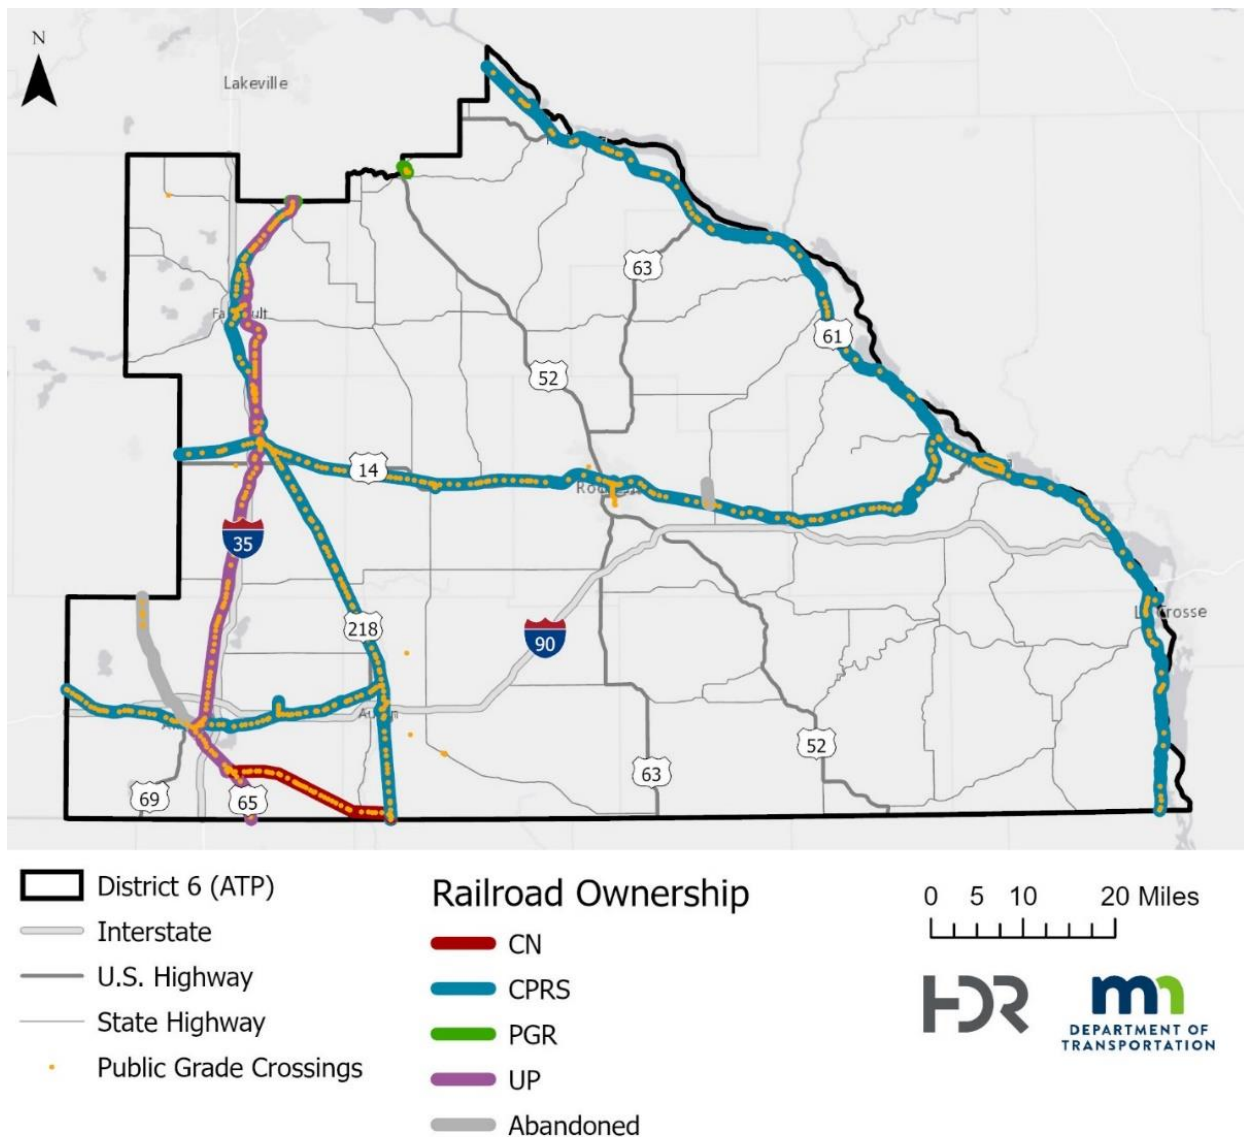 N
Lakeville
63
61
52
14
35
218
90
La Crosse
52
63
69
65
District 6 (ATP)
Interstate
U.S. Highway
State Highway
Public Grade Crossings
Railroad Ownership
CN
CPRS
PGR
UP
Abandoned
0 5 10 20 Miles
HDR
mn
DEPARTMENT OF
TRANSPORTATION